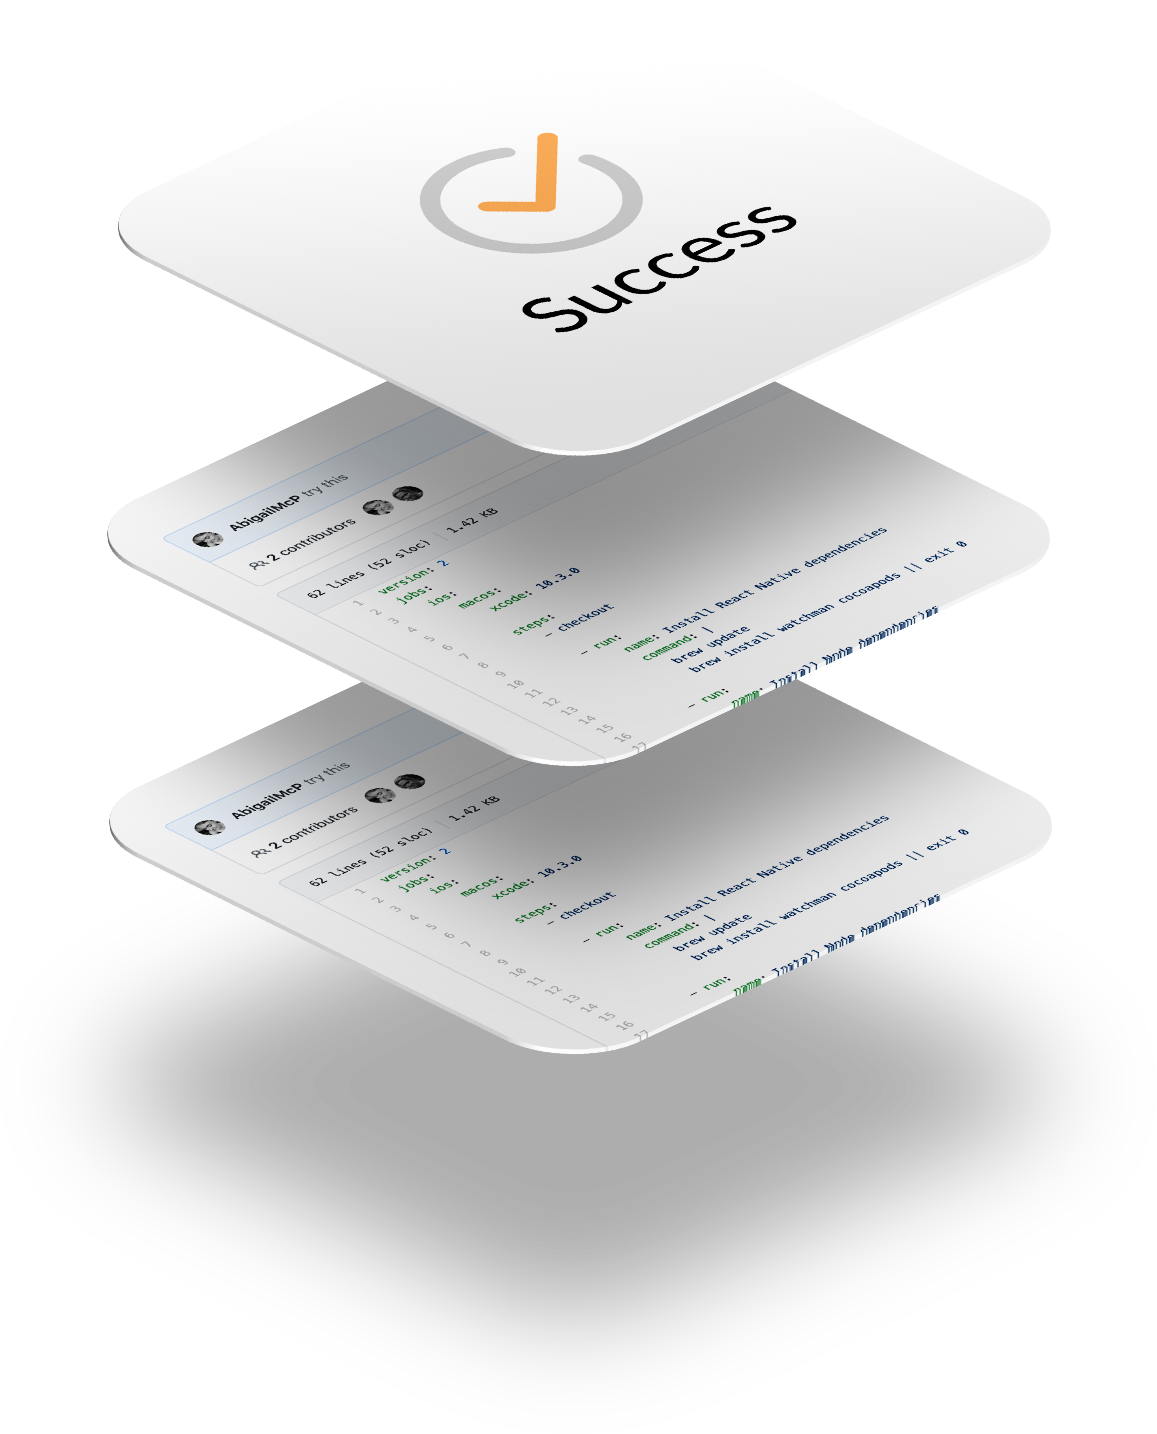 Success
AbigailMcP try this
2 contributors
62 lines (52 sloc) 1.42 KB
1 version: 2
2 jobs:
3 ios:
4 macos:
5 xcode: 10.3.0
6
7 steps:
8 – checkout
9
10 – run:
11 name: Install React Native dependencies
12 command: |
13 brew update
14 brew install watchman cocoapods || exit 0
15
16 – run:
17 name: Install Node dependencies
AbigailMcP try this
2 contributors
62 lines (52 sloc) 1.42 KB
1 version: 2
2 jobs:
3 ios:
4 macos:
5 xcode: 10.3.0
6
7 steps:
8 – checkout
9
10 – run:
11 name: Install React Native dependencies
12 command: |
13 brew update
14 brew install watchman cocoapods || exit 0
15
16 – run:
17 name: Install Node dependencies